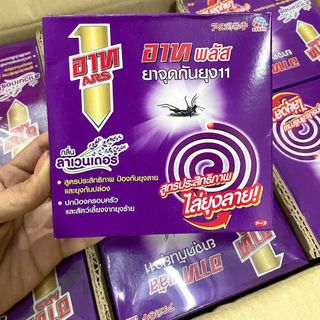 อาท
ARS
อาท พลัส
ยาจุดกันยุง 11
กลิ่น
ลาเวนเดอร์
• สูตรประสิทธิภาพ ป้องกันยุงลาย
และยุงก้นปล่อง
• ปกป้องครอบครัว
และสัตว์เลี้ยงจากยุงร้าย
สูตรประสิทธิภาพ
ไล่ยุงลาย!